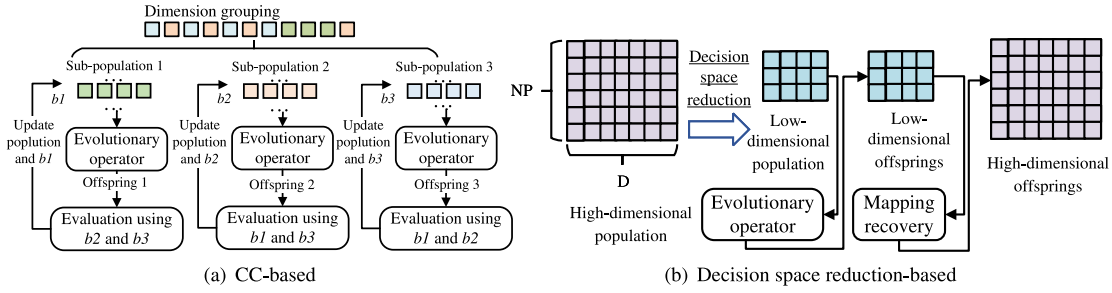 Dimension grouping
Sub-population 1
Sub-population 2
Sub-population 3
b1
b2
b3
Update
poplution
and b1
Update
poplution
and b2
Update
poplution
and b3
Evolutionary
operator
Evolutionary
operator
Evolutionary
operator
Offspring 1
Offspring 2
Offspring 3
Evaluation using
b2 and b3
Evaluation using
b1 and b3
Evaluation using
b1 and b2
(a) CC-based
NP
D
High-dimensional
population
Decision
space
reduction
Low-
dimensional
population
Low-
dimensional
offsprings
High-dimensional
offsprings
Evolutionary
operator
Mapping
recovery
(b) Decision space reduction-based